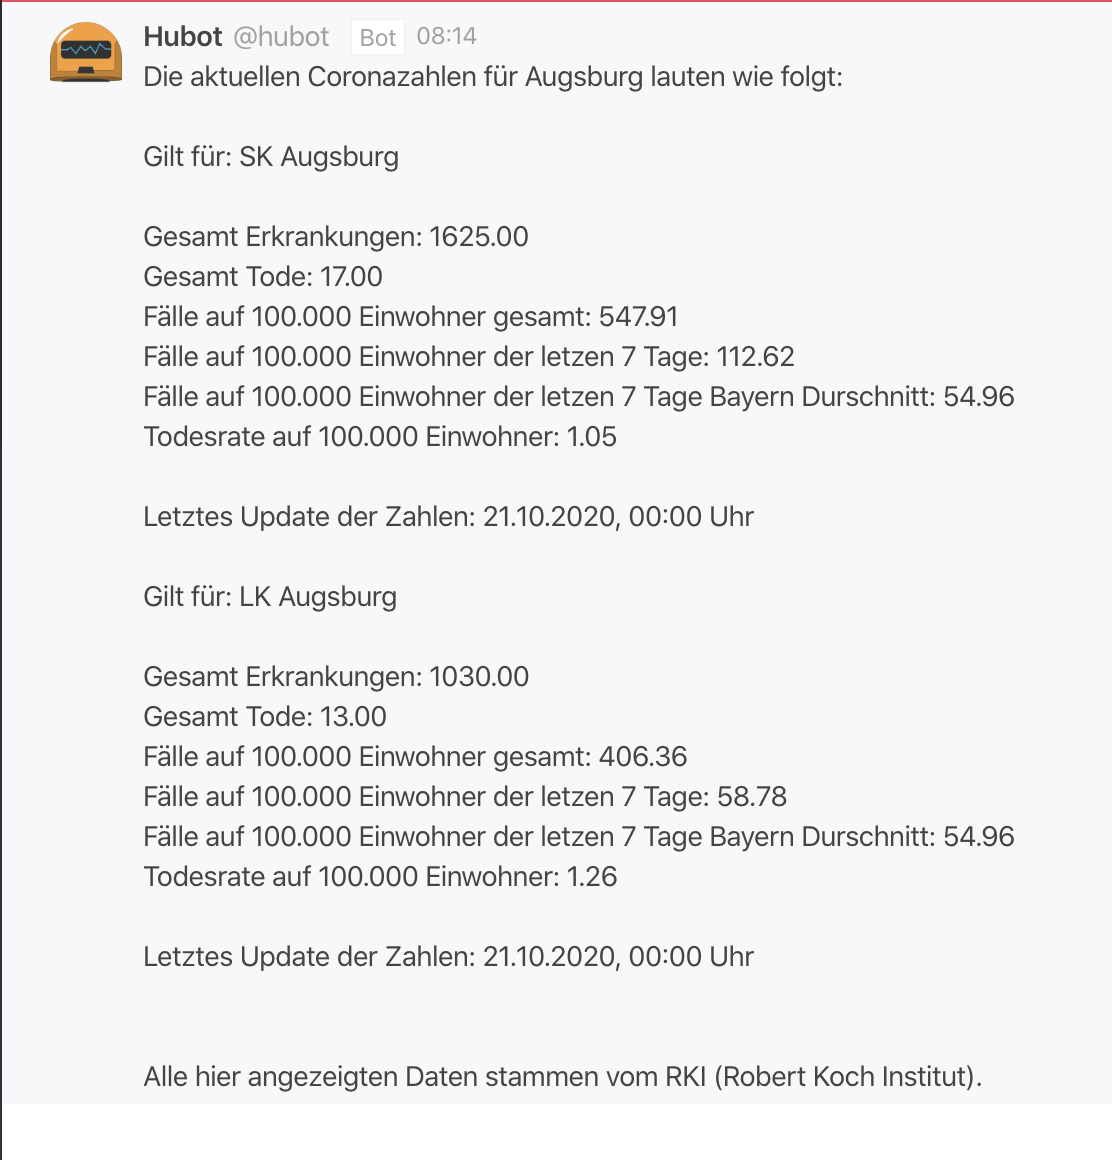 Hubot @hubot Bot 08:14
Die aktuellen Coronazahlen für Augsburg lauten wie folgt:
Gilt für: SK Augsburg
Gesamt Erkrankungen: 1625.00
Gesamt Tode: 17.00
Fälle auf 100.000 Einwohner gesamt: 547.91
Fälle auf 100.000 Einwohner der letzen 7 Tage: 112.62
Fälle auf 100.000 Einwohner der letzen 7 Tage Bayern Durschnitt: 54.96
Todesrate auf 100.000 Einwohner: 1.05
Letztes Update der Zahlen: 21.10.2020, 00:00 Uhr
Gilt für: LK Augsburg
Gesamt Erkrankungen: 1030.00
Gesamt Tode: 13.00
Fälle auf 100.000 Einwohner gesamt: 406.36
Fälle auf 100.000 Einwohner der letzen 7 Tage: 58.78
Fälle auf 100.000 Einwohner der letzen 7 Tage Bayern Durschnitt: 54.96
Todesrate auf 100.000 Einwohner: 1.26
Letztes Update der Zahlen: 21.10.2020, 00:00 Uhr
Alle hier angezeigten Daten stammen vom RKI (Robert Koch Institut).